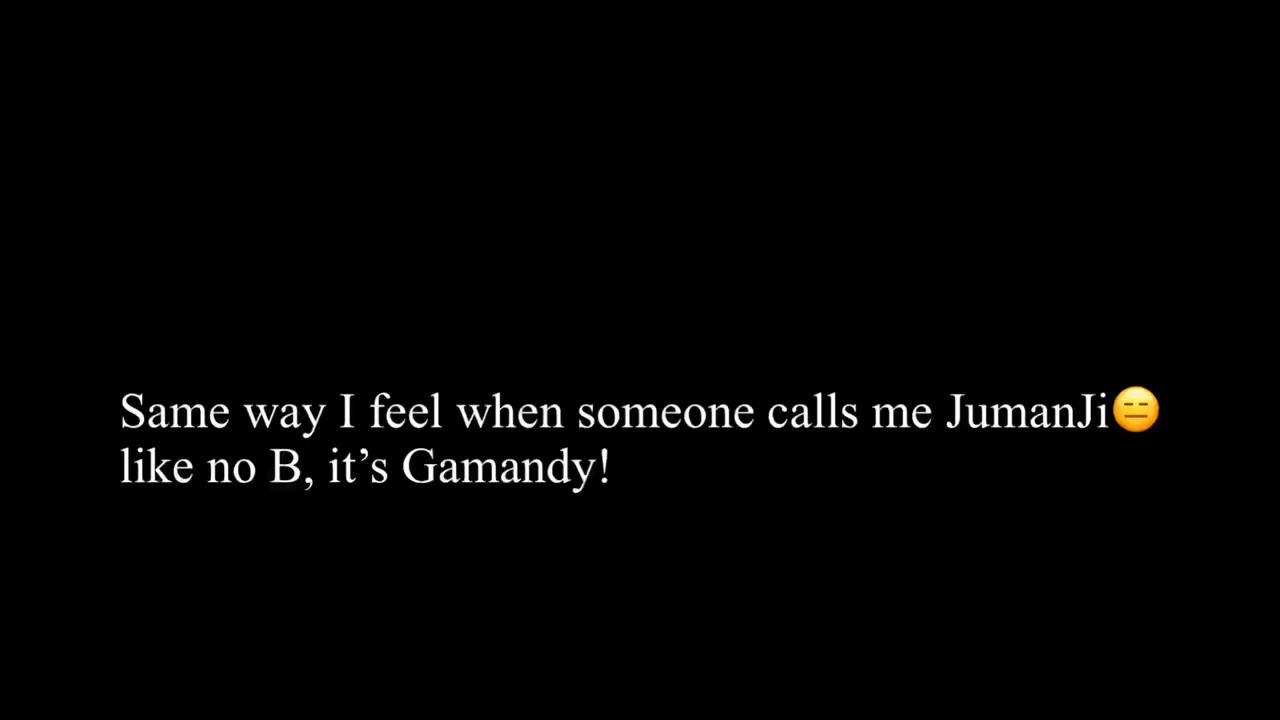 Same way I feel when someone calls me JumanJi😑
like no B, it’s Gamandy!